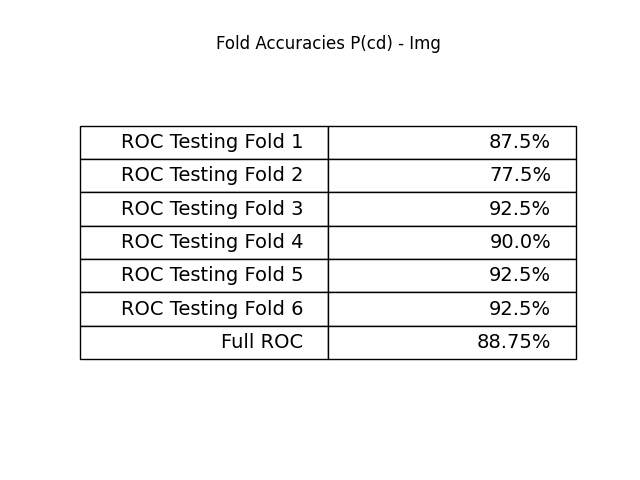 Fold Accuracies P(cd) - Img
ROC Testing Fold 1 87.5%
ROC Testing Fold 2 77.5%
ROC Testing Fold 3 92.5%
ROC Testing Fold 4 90.0%
ROC Testing Fold 5 92.5%
ROC Testing Fold 6 92.5%
Full ROC 88.75%